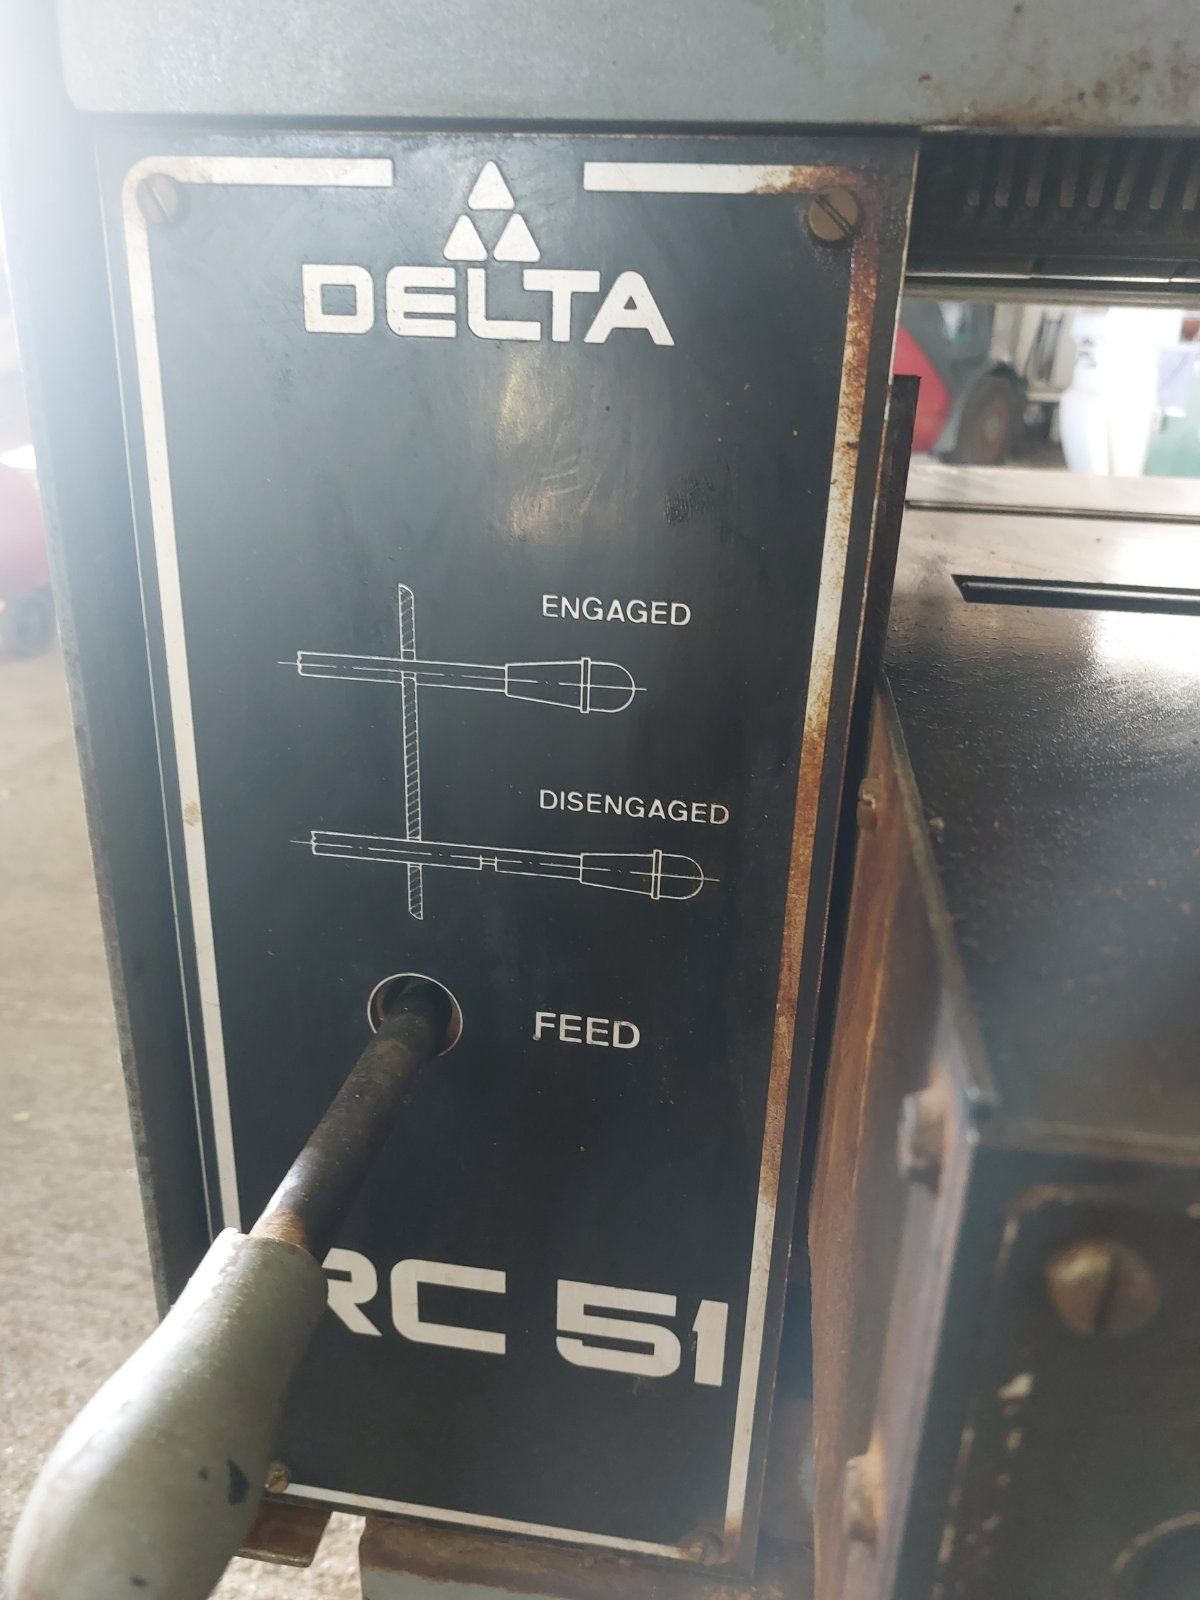 DELTA
ENGAGED
DISENGAGED
FEED
RC 51